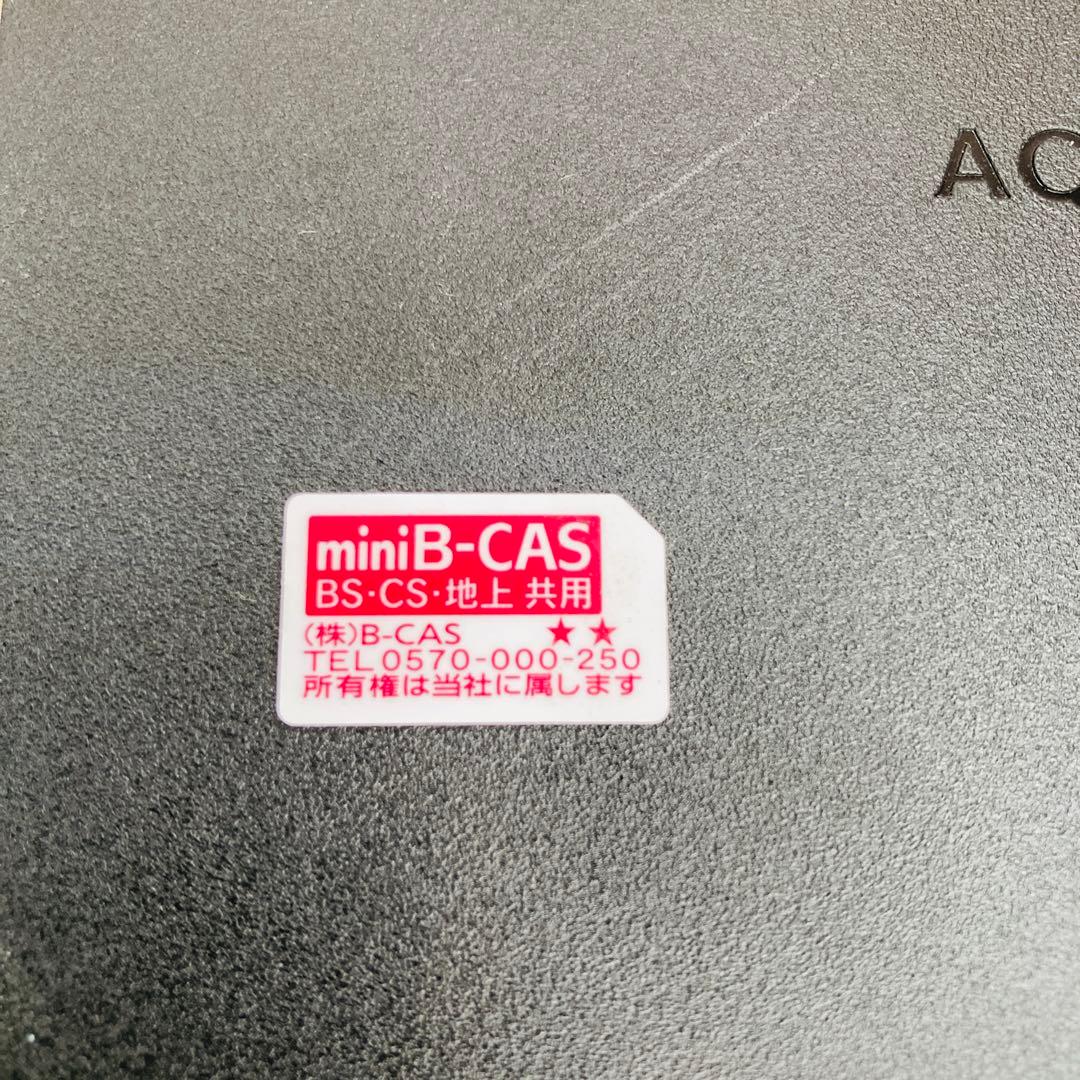 AQ
miniB-CAS
BS·CS·地上 共用
(株)B-CAS ★★
TEL 0570-000-250
所有権は当社に属します